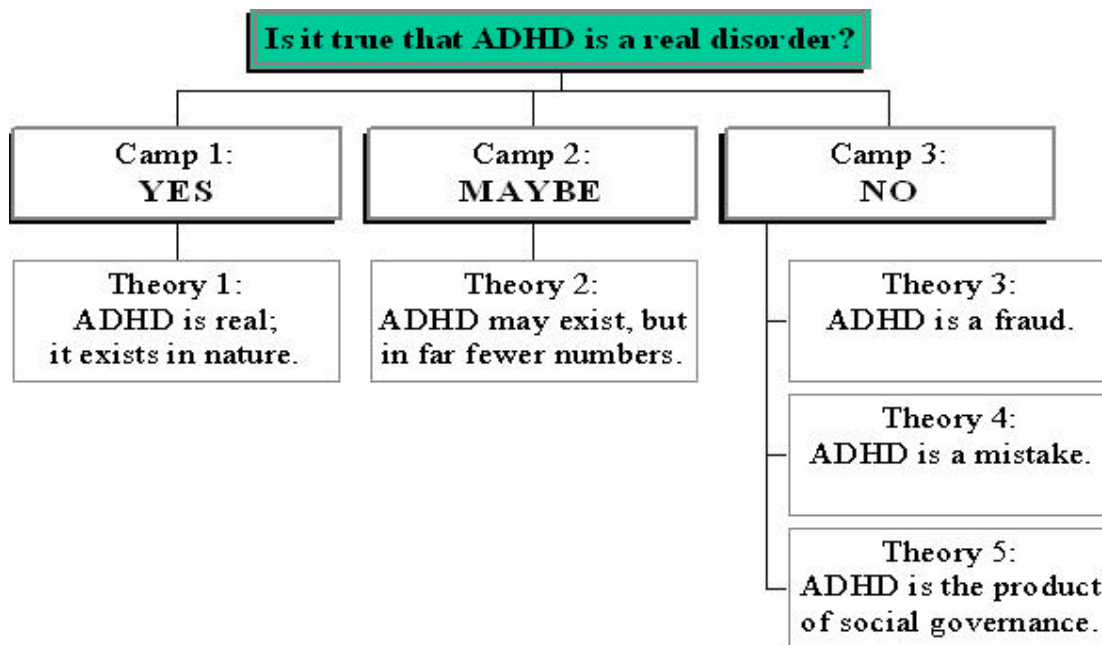 Is it true that ADHD is a real disorder?
Camp 1:
YES
Camp 2:
MAYBE
Camp 3:
NO
Theory 1:
ADHD is real;
it exists in nature.
Theory 2:
ADHD may exist, but
in far fewer numbers.
Theory 3:
ADHD is a fraud.
Theory 4:
ADHD is a mistake.
Theory 5:
ADHD is the product
of social governance.